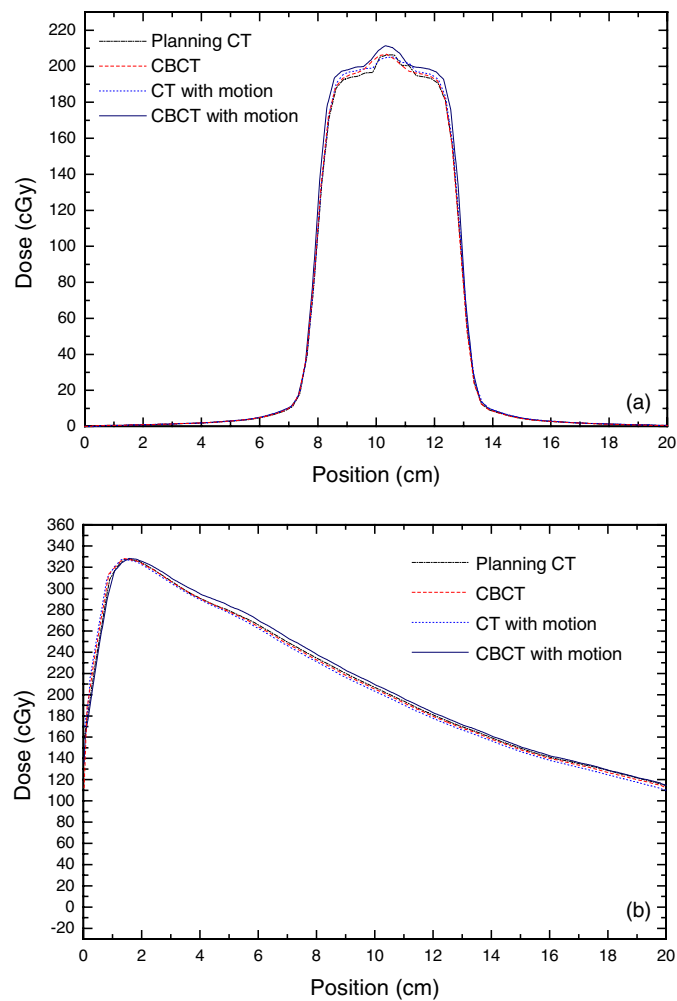 220
200
180
160
140
120
100
80
60
40
20
0
Dose (cGy)
Planning CT
CBCT
CT with motion
CBCT with motion
(a)
0 2 4 6 8 10 12 14 16 18 20
Position (cm)
360
340
320
300
280
260
240
220
200
180
160
140
120
100
80
60
40
20
0
-20
Dose (cGy)
Planning CT
CBCT
CT with motion
CBCT with motion
(b)
0 2 4 6 8 10 12 14 16 18 20
Position (cm)